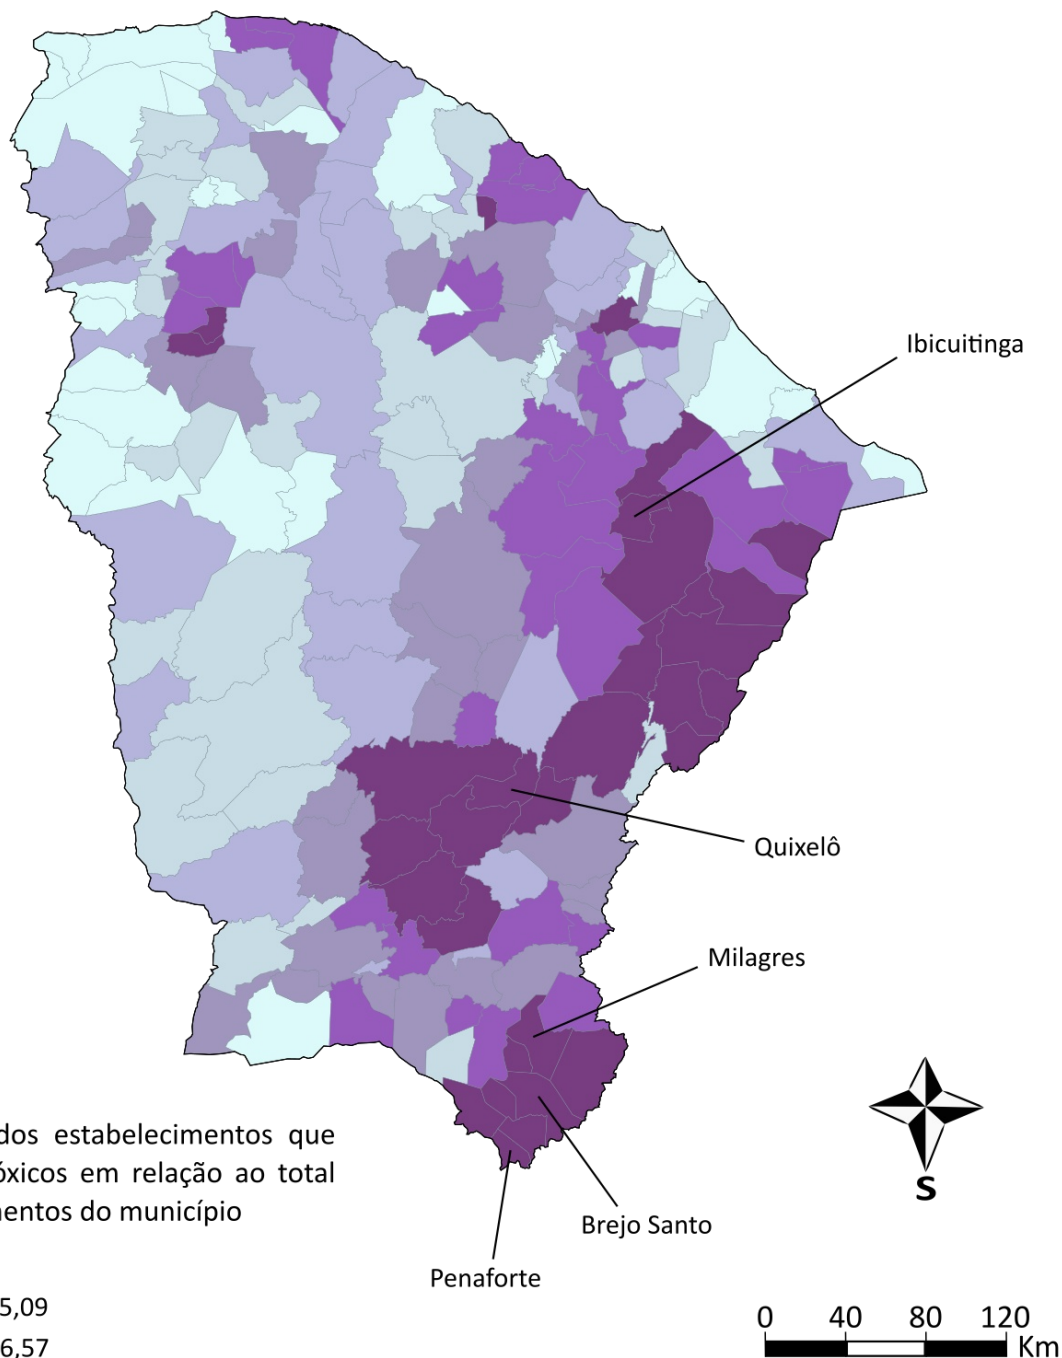 Ibicuitinga
Quixelô
Milagres
dos estabelecimentos que
óxicos em relação ao total
entos do município
S
Brejo Santo
Penaforte
5,09
0 40 80 120
6,57
Km